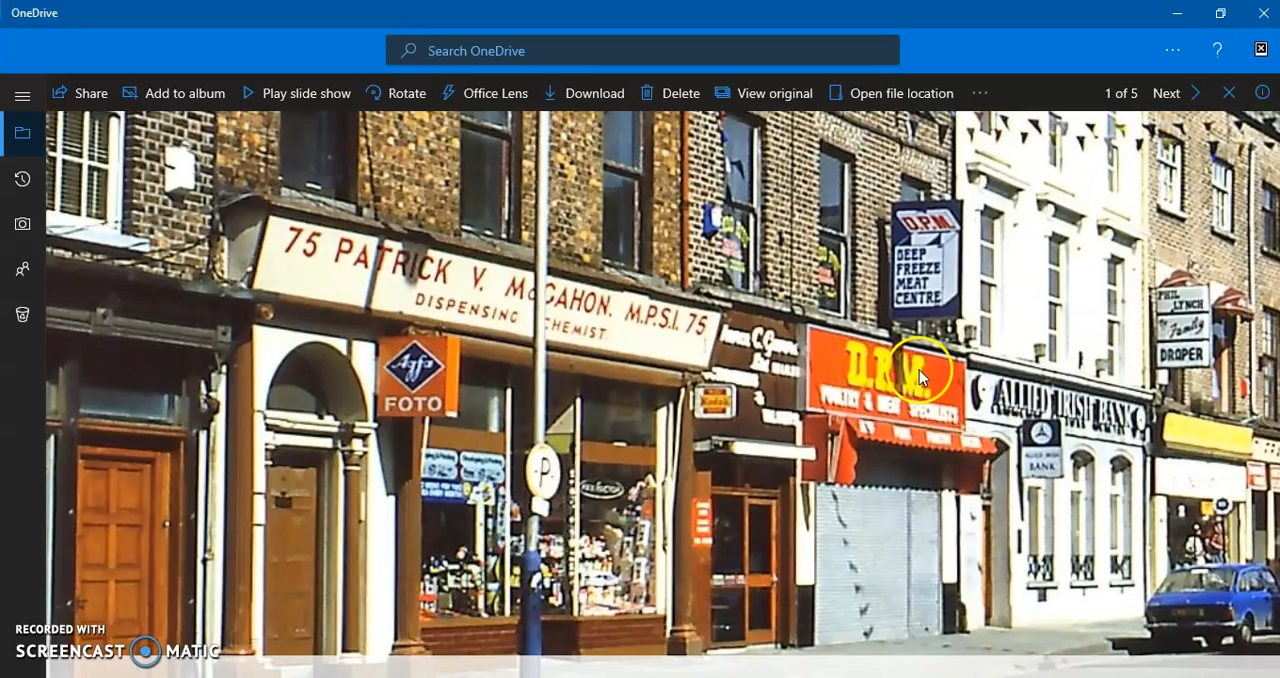 OneDrive
Search OneDrive
Share
Add to album
Play slide show
Rotate
Office Lens
Download
Delete
View original
Open file location
1 of 5
Next
75 PATRICK V. McGAHON. M.P.S.I. 75
DISPENSING CHEMIST.
Agfa
FOTO
Kodak
P
D.P.M
DEEP
FREEZE
MEAT
CENTRE
D.P.M.
POULTRY & MEAT SPECIALISTS
ALLIED IRISH BANK
ALLIED IRISH
BANK
PHIL
LYNCH
The Family
DRAPER
RECORDED WITH
SCREENCAST MATIC